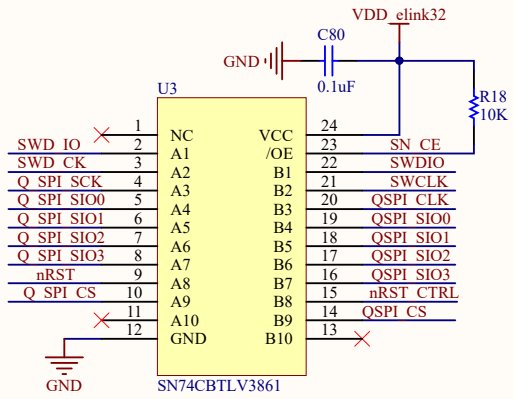 VDD_elink32
C80
GND
0.1uF
R18
10K
U3
1 NC VCC 24
SWD_IO 2 A1 /OE 23 SN_CE
SWD_CK 3 A2 B1 22 SWDIO
Q_SPI_SCK 4 A3 B2 21 SWCLK
Q_SPI_SIO0 5 A4 B3 20 QSPI_CLK
Q_SPI_SIO1 6 A5 B4 19 QSPI_SIO0
Q_SPI_SIO2 7 A6 B5 18 QSPI_SIO1
Q_SPI_SIO3 8 A7 B6 17 QSPI_SIO2
nRST 9 A8 B7 16 QSPI_SIO3
Q_SPI_CS 10 A9 B8 15 nRST_CTRL
11 A10 B9 14 QSPI_CS
12 GND B10 13
GND
SN74CBTLV3861